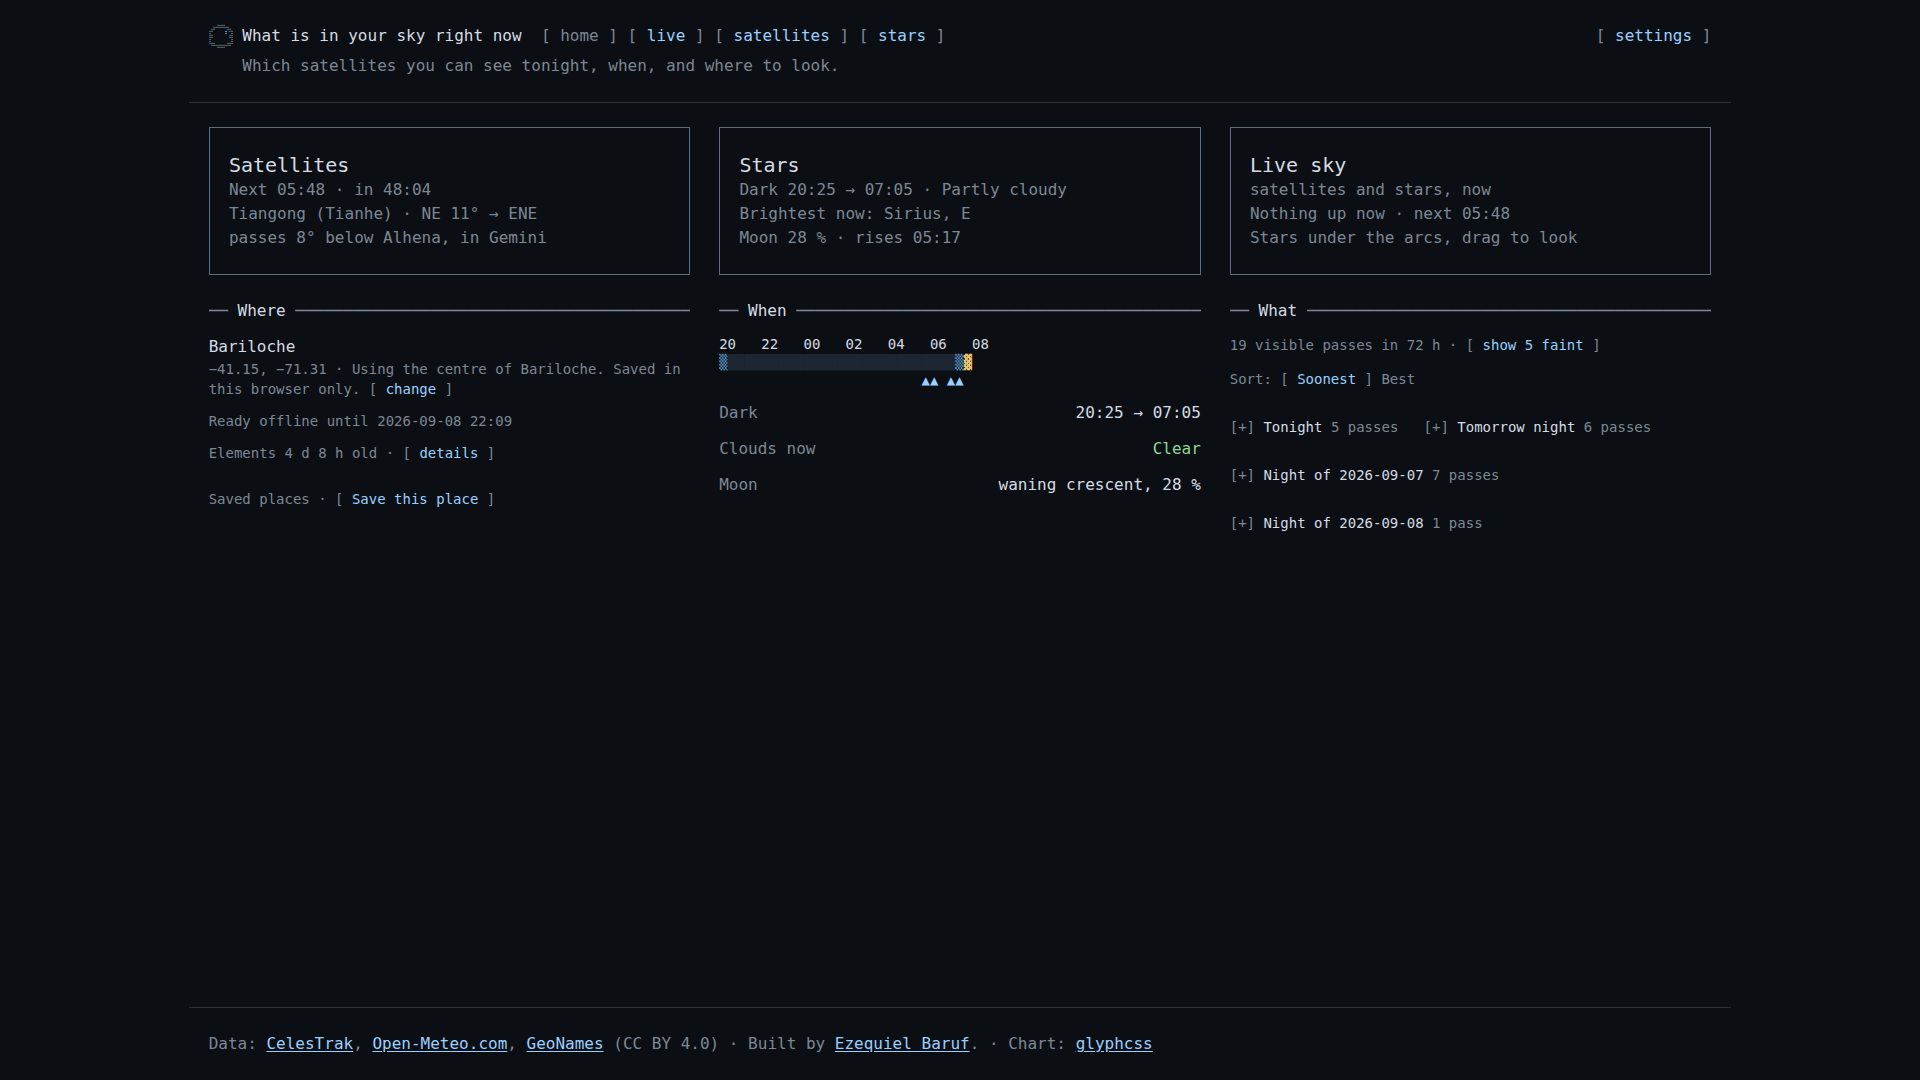 What is in your sky right now [ home ] [ live ] [ satellites ] [ stars ] [ settings ]
Which satellites you can see tonight, when, and where to look.
Satellites
Next 05:48 · in 48:04
Tiangong (Tianhe) · NE 11° → ENE
passes 8° below Alhena, in Gemini
Stars
Dark 20:25 → 07:05 · Partly cloudy
Brightest now: Sirius, E
Moon 28 % · rises 05:17
Live sky
satellites and stars, now
Nothing up now · next 05:48
Stars under the arcs, drag to look
Where
Bariloche
−41.15, −71.31 · Using the centre of Bariloche. Saved in
this browser only. [ change ]
Ready offline until 2026-09-08 22:09
Elements 4 d 8 h old · [ details ]
Saved places · [ Save this place ]
When
20 22 00 02 04 06 08
▲▲ ▲▲
Dark 20:25 → 07:05
Clouds now Clear
Moon waning crescent, 28 %
What
19 visible passes in 72 h · [ show 5 faint ]
Sort: [ Soonest ] Best
[+] Tonight 5 passes [+] Tomorrow night 6 passes
[+] Night of 2026-09-07 7 passes
[+] Night of 2026-09-08 1 pass
Data: CelesTrak, Open-Meteo.com, GeoNames (CC BY 4.0) · Built by Ezequiel Baruf. · Chart: glyphcss